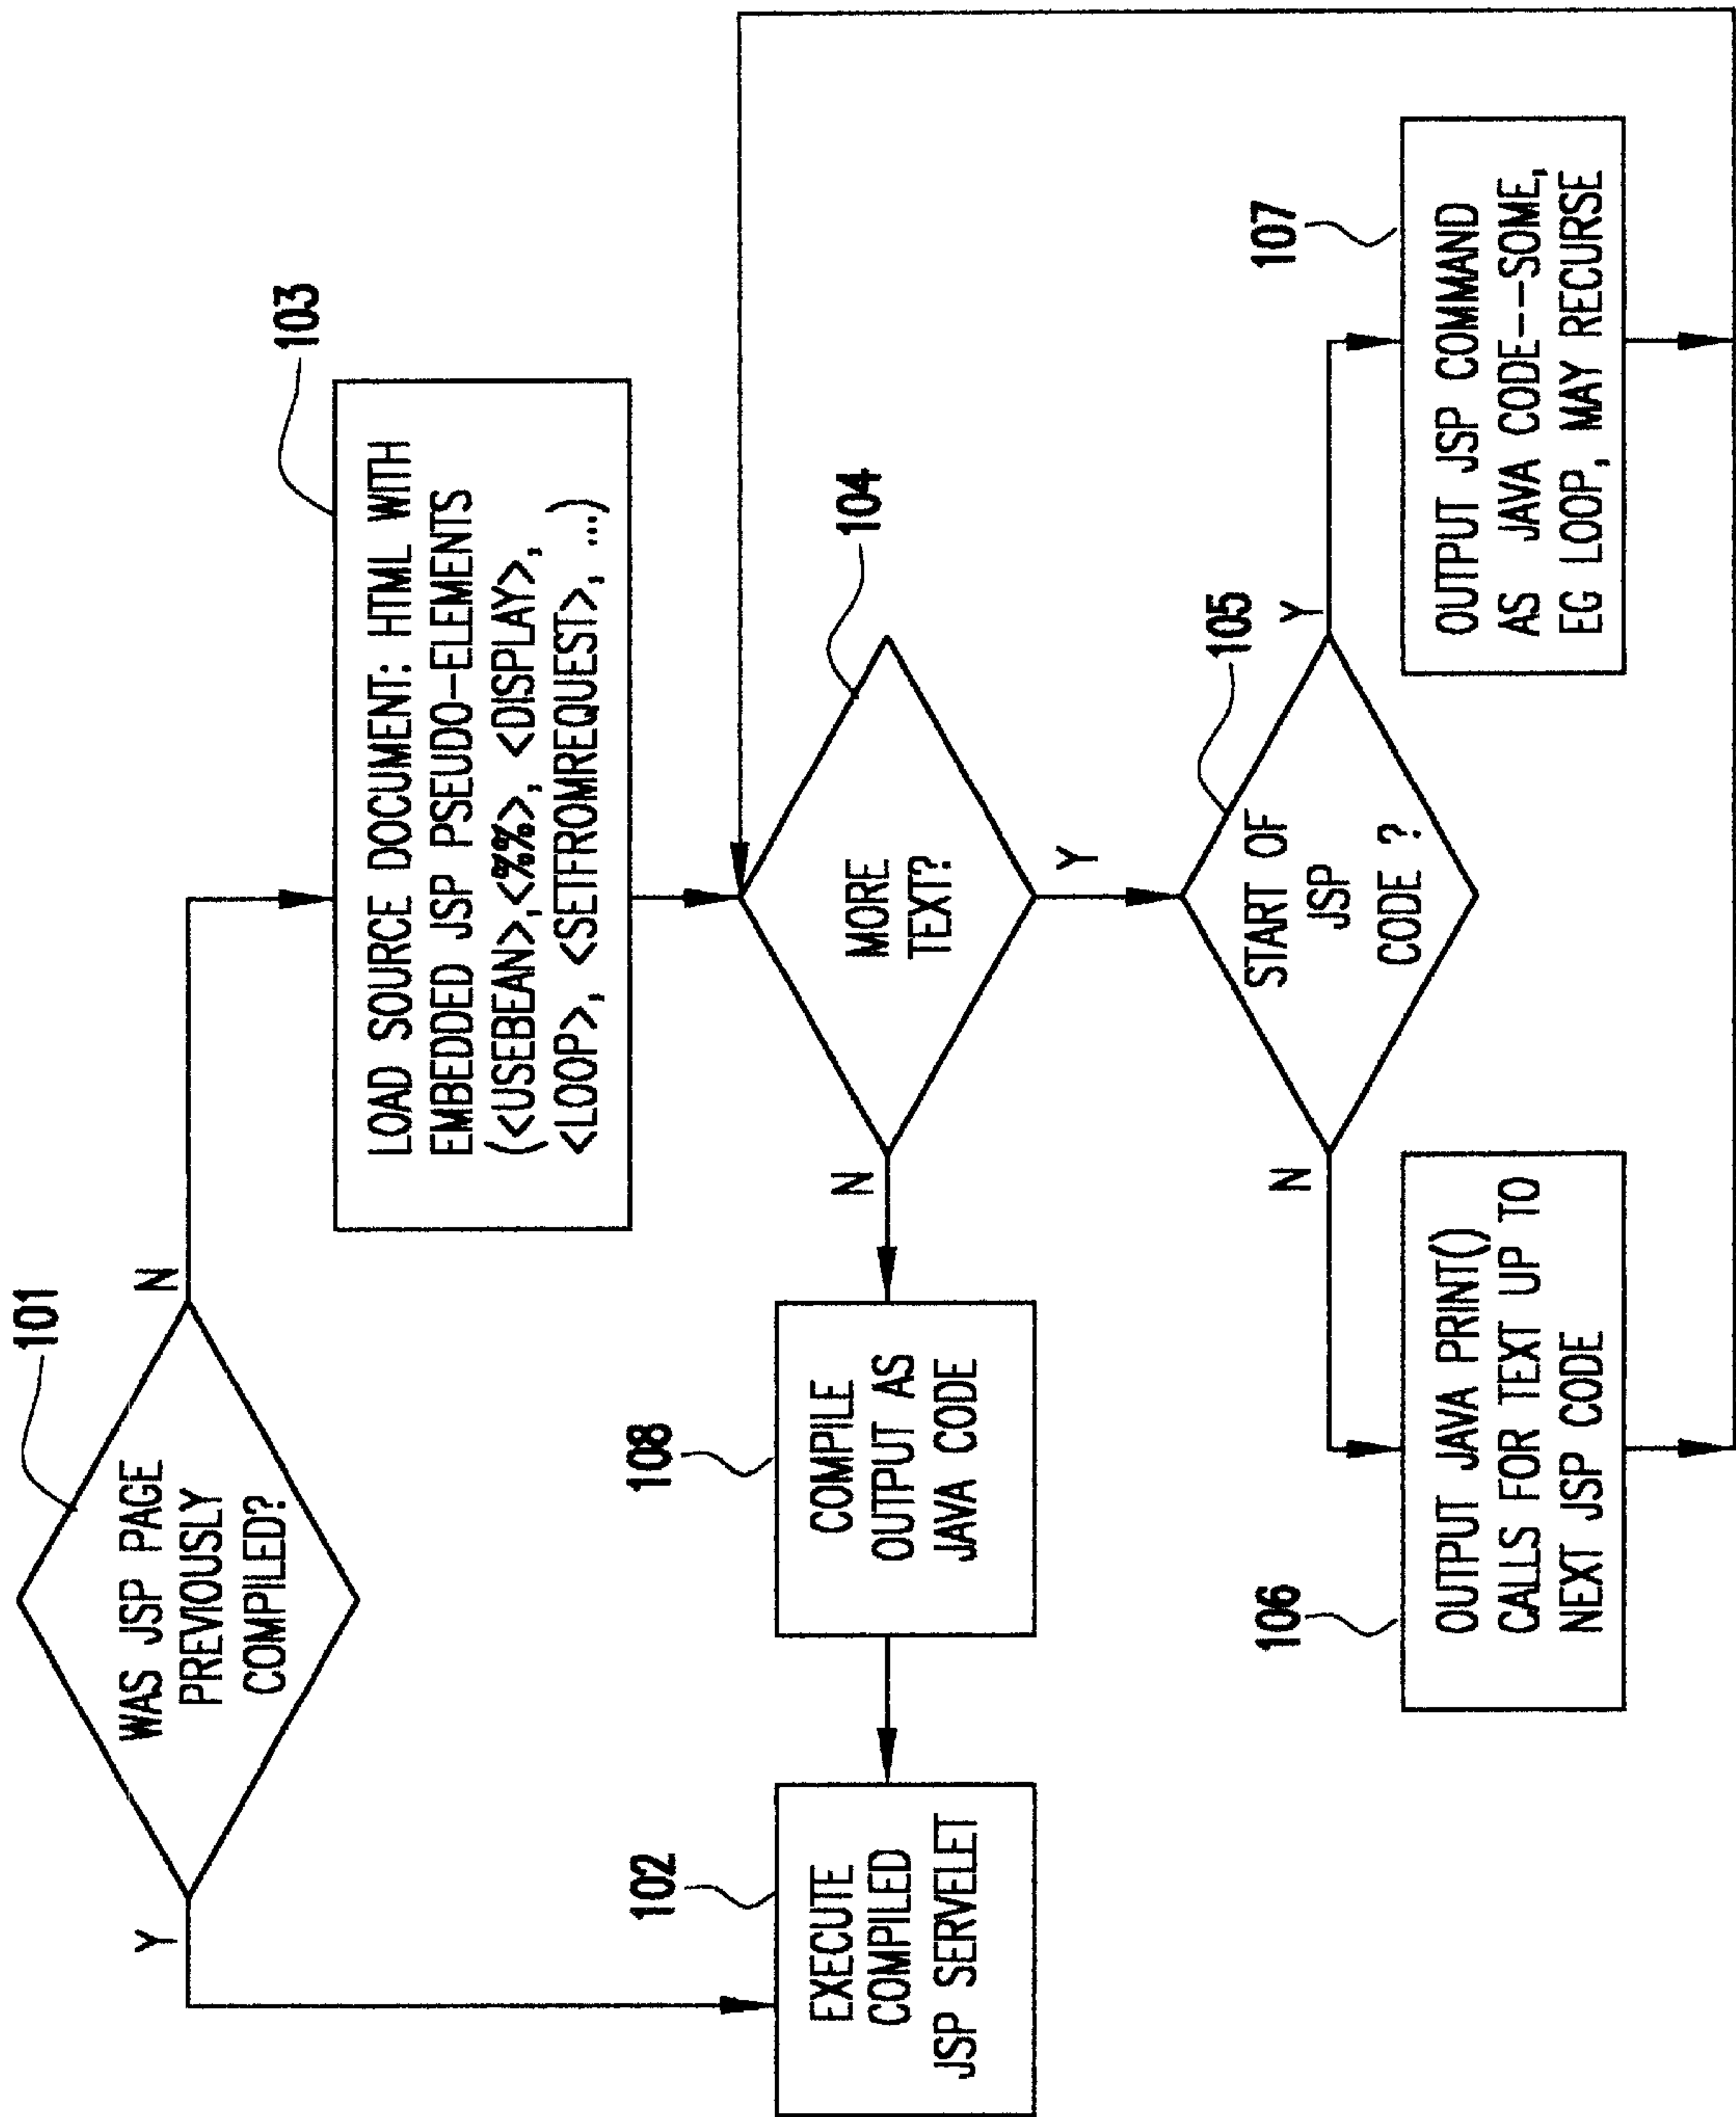 101
WAS JSP PAGE
PREVIOUSLY
COMPILED?
Y
N
103
LOAD SOURCE DOCUMENT: HTML WITH
EMBEDDED JSP PSEUDO-ELEMENTS
(<USEBEAN>,<%%>, <DISPLAY>,
<LOOP>, <SETFROMREQUEST>, ...)
102
EXECUTE
COMPILED
JSP SERVELET
108
COMPILE
OUTPUT AS
JAVA CODE
N
104
MORE
TEXT?
Y
105
START OF
JSP
CODE ?
N
Y
106
OUTPUT JAVA PRINT()
CALLS FOR TEXT UP TO
NEXT JSP CODE
107
OUTPUT JSP COMMAND
AS JAVA CODE--SOME,
EG LOOP, MAY RECURSE